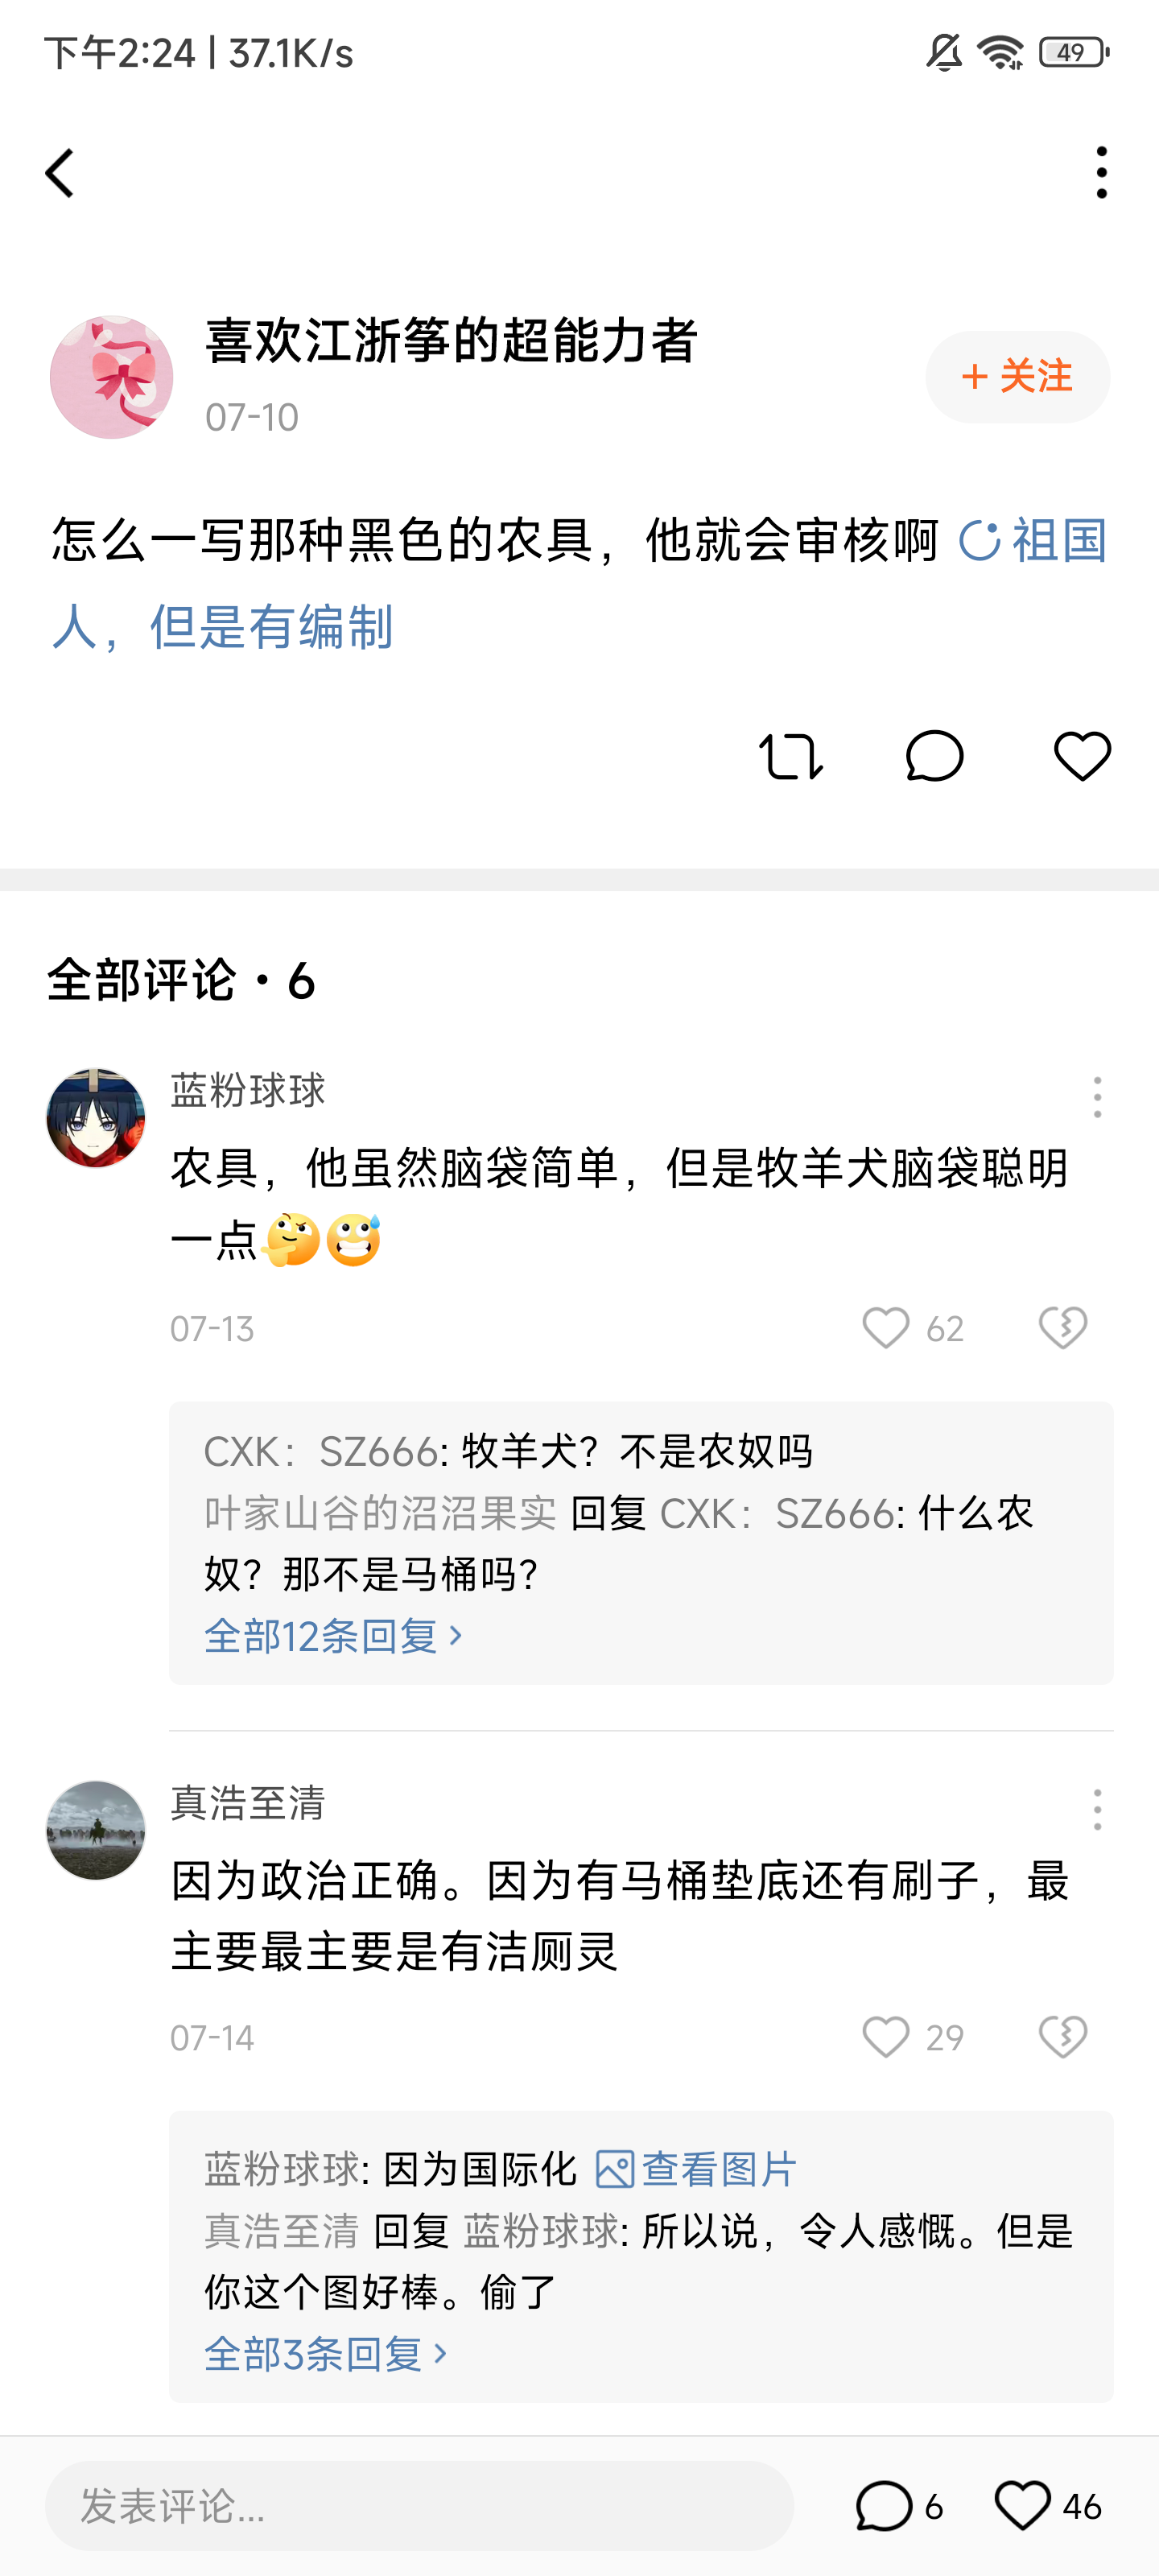 下午2:24 | 37.1K/s
49
喜欢江浙筝的超能力者
07-10
+ 关注
怎么一写那种黑色的农具，他就会审核啊 祖国
人，但是有编制
全部评论 · 6
蓝粉球球
农具，他虽然脑袋简单，但是牧羊犬脑袋聪明
一点🤔😅
07-13
62
CXK：SZ666: 牧羊犬？不是农奴吗
叶家山谷的沼沼果实 回复 CXK：SZ666: 什么农
奴？那不是马桶吗？
全部12条回复 >
真浩至清
因为政治正确。因为有马桶垫底还有刷子，最
主要最主要是有洁厕灵
07-14
29
蓝粉球球: 因为国际化 查看图片
真浩至清 回复 蓝粉球球: 所以说，令人感慨。但是
你这个图好棒。偷了
全部3条回复 >
发表评论...
6
46